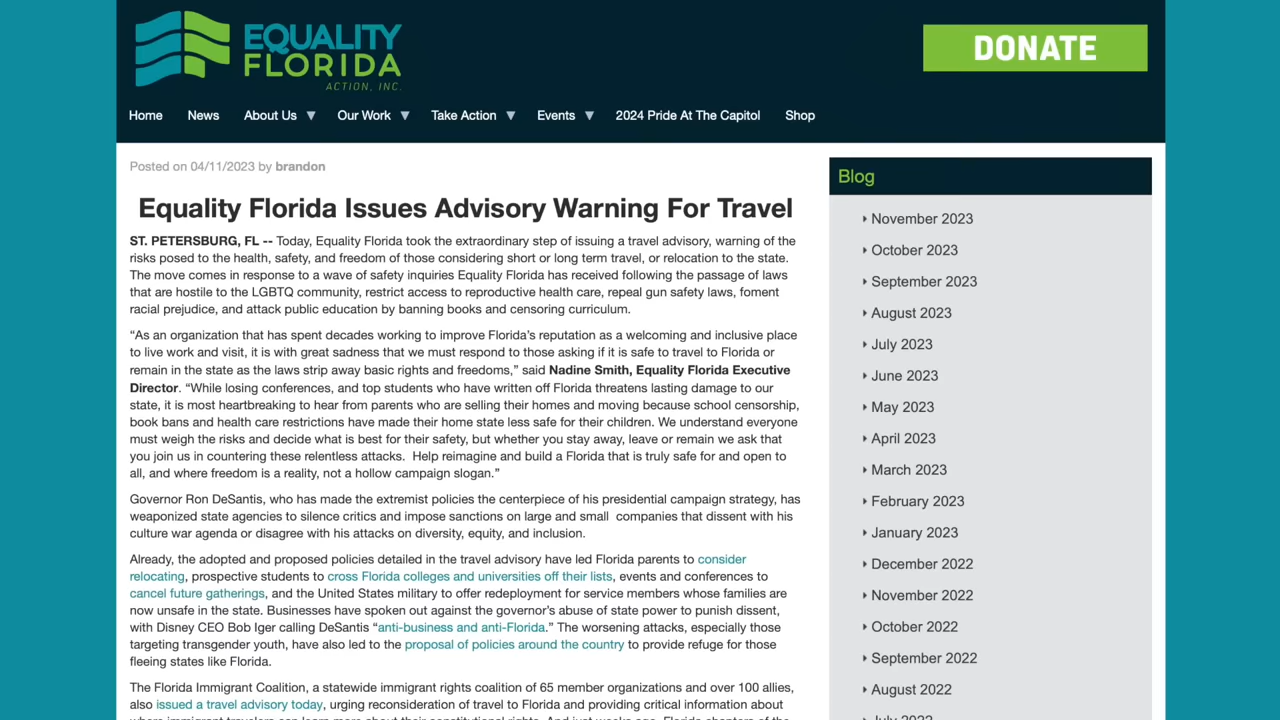 EQUALITY
FLORIDA
ACTION, INC.
DONATE
Home News About Us Our Work Take Action Events 2024 Pride At The Capitol Shop
Posted on 04/11/2023 by brandon
Equality Florida Issues Advisory Warning For Travel
ST. PETERSBURG, FL -- Today, Equality Florida took the extraordinary step of issuing a travel advisory, warning of the
risks posed to the health, safety, and freedom of those considering short or long term travel, or relocation to the state.
The move comes in response to a wave of safety inquiries Equality Florida has received following the passage of laws
that are hostile to the LGBTQ community, restrict access to reproductive health care, repeal gun safety laws, foment
racial prejudice, and attack public education by banning books and censoring curriculum.
“As an organization that has spent decades working to improve Florida’s reputation as a welcoming and inclusive place
to live work and visit, it is with great sadness that we must respond to those asking if it is safe to travel to Florida or
remain in the state as the laws strip away basic rights and freedoms,” said Nadine Smith, Equality Florida Executive
Director. “While losing conferences, and top students who have written off Florida threatens lasting damage to our
state, it is most heartbreaking to hear from parents who are selling their homes and moving because school censorship,
book bans and health care restrictions have made their home state less safe for their children. We understand everyone
must weigh the risks and decide what is best for their safety, but whether you stay away, leave or remain we ask that
you join us in countering these relentless attacks.  Help reimagine and build a Florida that is truly safe for and open to
all, and where freedom is a reality, not a hollow campaign slogan.”
Governor Ron DeSantis, who has made the extremist policies the centerpiece of his presidential campaign strategy, has
weaponized state agencies to silence critics and impose sanctions on large and small  companies that dissent with his
culture war agenda or disagree with his attacks on diversity, equity, and inclusion.
Already, the adopted and proposed policies detailed in the travel advisory have led Florida parents to consider
relocating, prospective students to cross Florida colleges and universities off their lists, events and conferences to
cancel future gatherings, and the United States military to offer redeployment for service members whose families are
now unsafe in the state. Businesses have spoken out against the governor’s abuse of state power to punish dissent,
with Disney CEO Bob Iger calling DeSantis “anti-business and anti-Florida.” The worsening attacks, especially those
targeting transgender youth, have also led to the proposal of policies around the country to provide refuge for those
fleeing states like Florida.
The Florida Immigrant Coalition, a statewide immigrant rights coalition of 65 member organizations and over 100 allies,
also issued a travel advisory today, urging reconsideration of travel to Florida and providing critical information about
where immigrant travelers can learn more about their constitutional rights. And just weeks ago, Florida chapters of the
Blog
November 2023
October 2023
September 2023
August 2023
July 2023
June 2023
May 2023
April 2023
March 2023
February 2023
January 2023
December 2022
November 2022
October 2022
September 2022
August 2022
July 2022